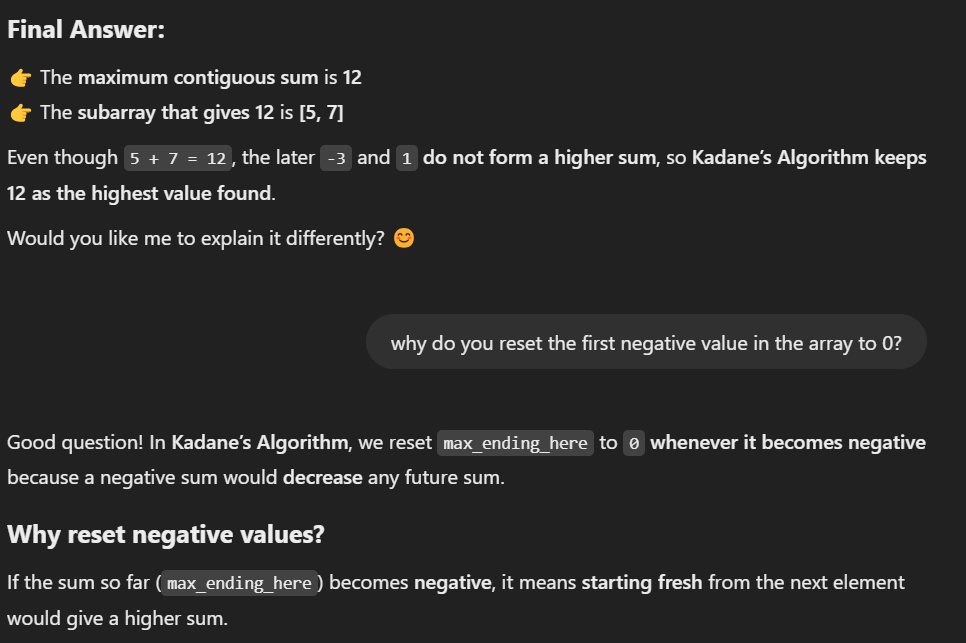 Final Answer:
👉 The maximum contiguous sum is 12
👉 The subarray that gives 12 is [5, 7]
Even though 5 + 7 = 12, the later -3 and 1 do not form a higher sum, so Kadane’s Algorithm keeps
12 as the highest value found.
Would you like me to explain it differently? 😊
why do you reset the first negative value in the array to 0?
Good question! In Kadane’s Algorithm, we reset max_ending_here to 0 whenever it becomes negative
because a negative sum would decrease any future sum.
Why reset negative values?
If the sum so far (max_ending_here) becomes negative, it means starting fresh from the next element
would give a higher sum.